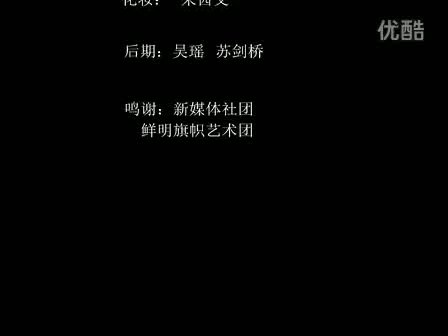 优酷
后期：吴瑶 苏剑桥
鸣谢：新媒体社团
鲜明旗帜艺术团